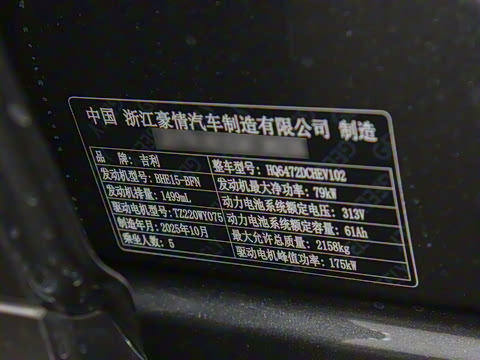 中国 浙江豪情汽车制造有限公司 制造
品 牌: 吉利 整车型号: HQ6472DCHEV102
发动机型号: BHE15-BFN 发动机最大净功率: 79kW
发动机排量: 1499mL 动力电池系统额定电压: 313V
驱动电机型号: TZ220WY075 动力电池系统额定容量: 61Ah
制造年月: 2025年10月 最大允许总质量: 2158kg
乘坐人数: 5 驱动电机峰值功率: 175kW